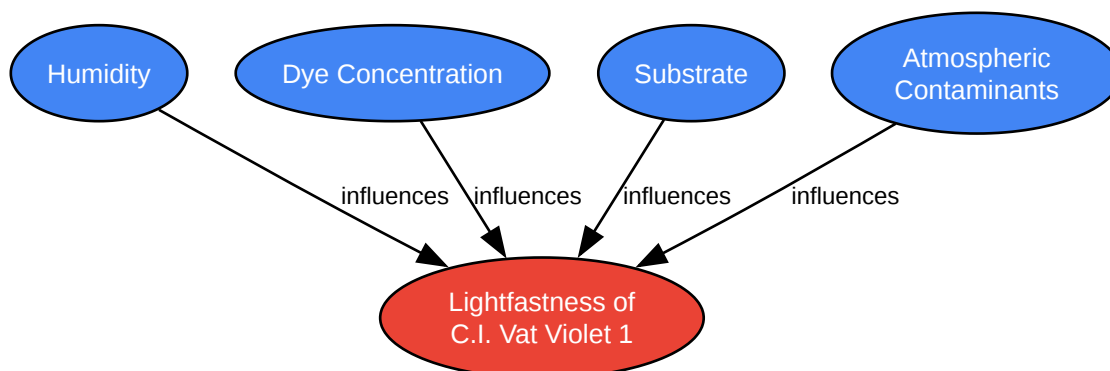 Humidity
Dye Concentration
Substrate
Atmospheric
Contaminants
influences
influences
influences
influences
Lightfastness of
C.I. Vat Violet 1